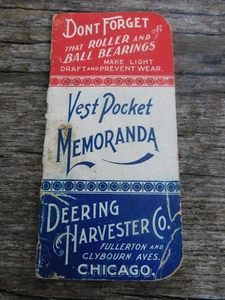 DONT FORGET
THAT ROLLER AND
BALL BEARINGS
MAKE LIGHT
DRAFT AND PREVENT WEAR.
Vest Pocket
MEMORANDA
DEERING
HARVESTER CO.
FULLERTON AND
CLYBOURN AVES.
CHICAGO.